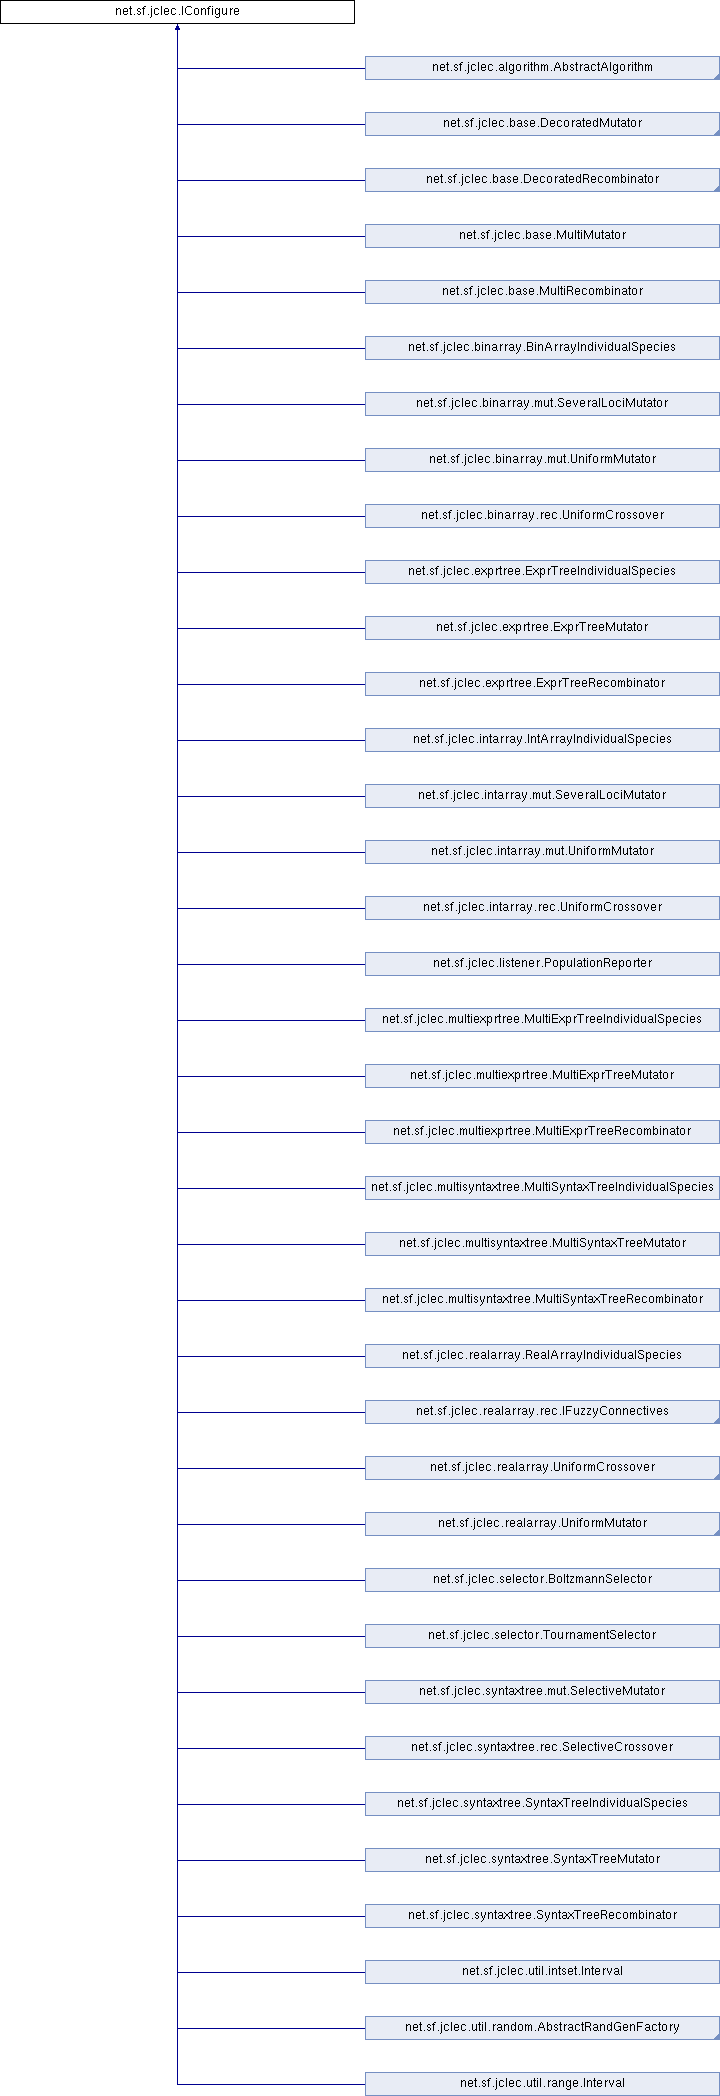 net.sf.jclec.IConfigure
net.sf.jclec.algorithm.AbstractAlgorithm
net.sf.jclec.base.DecoratedMutator
net.sf.jclec.base.DecoratedRecombinator
net.sf.jclec.base.MultiMutator
net.sf.jclec.base.MultiRecombinator
net.sf.jclec.binarray.BinArrayIndividualSpecies
net.sf.jclec.binarray.mut.SeveralLociMutator
net.sf.jclec.binarray.mut.UniformMutator
net.sf.jclec.binarray.rec.UniformCrossover
net.sf.jclec.exprtree.ExprTreeIndividualSpecies
net.sf.jclec.exprtree.ExprTreeMutator
net.sf.jclec.exprtree.ExprTreeRecombinator
net.sf.jclec.intarray.IntArrayIndividualSpecies
net.sf.jclec.intarray.mut.SeveralLociMutator
net.sf.jclec.intarray.mut.UniformMutator
net.sf.jclec.intarray.rec.UniformCrossover
net.sf.jclec.listener.PopulationReporter
net.sf.jclec.multiexprtree.MultiExprTreeIndividualSpecies
net.sf.jclec.multiexprtree.MultiExprTreeMutator
net.sf.jclec.multiexprtree.MultiExprTreeRecombinator
net.sf.jclec.multisyntaxtree.MultiSyntaxTreeIndividualSpecies
net.sf.jclec.multisyntaxtree.MultiSyntaxTreeMutator
net.sf.jclec.multisyntaxtree.MultiSyntaxTreeRecombinator
net.sf.jclec.realarray.RealArrayIndividualSpecies
net.sf.jclec.realarray.rec.IFuzzyConnectives
net.sf.jclec.realarray.UniformCrossover
net.sf.jclec.realarray.UniformMutator
net.sf.jclec.selector.BoltzmannSelector
net.sf.jclec.selector.TournamentSelector
net.sf.jclec.syntaxtree.mut.SelectiveMutator
net.sf.jclec.syntaxtree.rec.SelectiveCrossover
net.sf.jclec.syntaxtree.SyntaxTreeIndividualSpecies
net.sf.jclec.syntaxtree.SyntaxTreeMutator
net.sf.jclec.syntaxtree.SyntaxTreeRecombinator
net.sf.jclec.util.intset.Interval
net.sf.jclec.util.random.AbstractRandGenFactory
net.sf.jclec.util.range.Interval